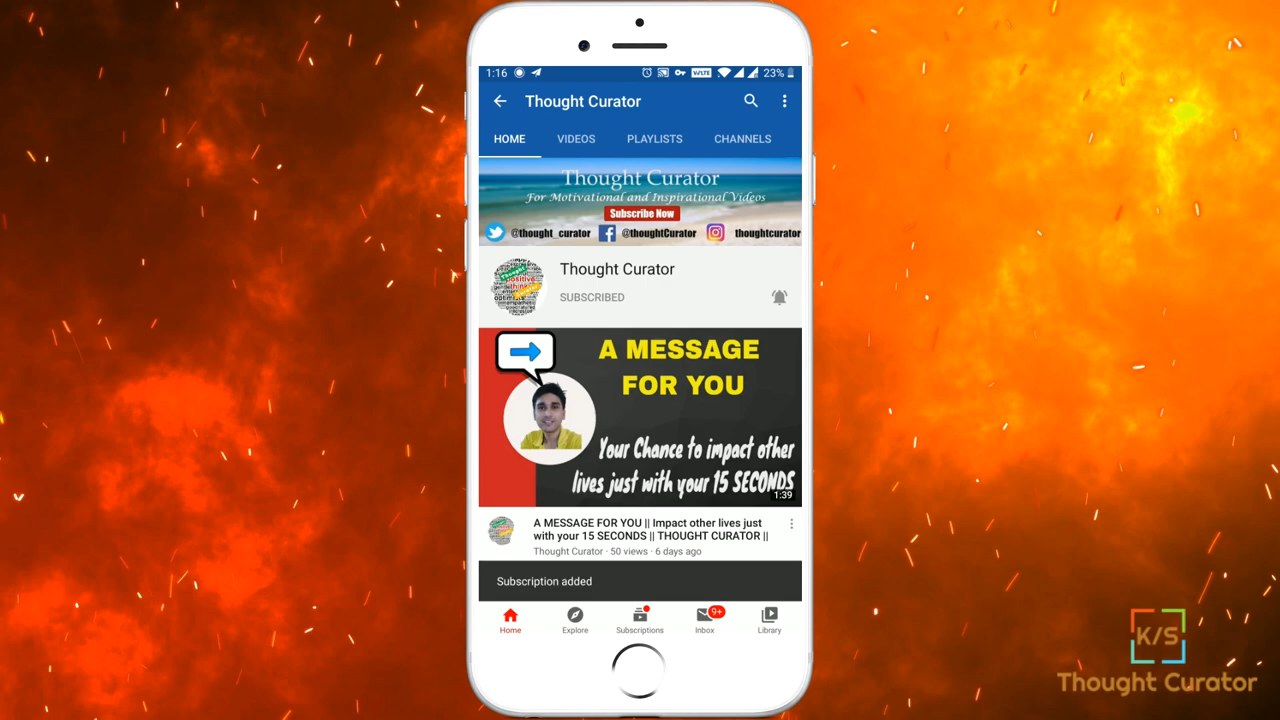 1:16
VoLTE
23%
Thought Curator
HOME VIDEOS PLAYLISTS CHANNELS
Thought Curator
For Motivational and Inspirational Videos
Subscribe Now
@thought_curator @thoughtCurator thoughtcurator
Thought Curator
SUBSCRIBED
A MESSAGE
FOR YOU
Your Chance to impact other
lives just with your 15 SECONDS
1:39
A MESSAGE FOR YOU || Impact other lives just
with your 15 SECONDS || THOUGHT CURATOR ||
Thought Curator · 50 views · 6 days ago
Subscription added
9+
Home Explore Subscriptions Inbox Library
K/S
Thought Curator